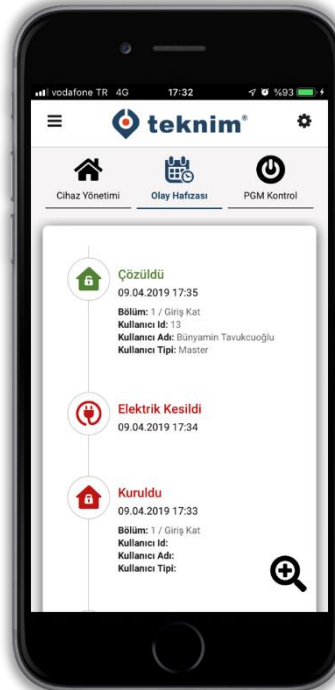 vodafone TR 4G 17:32 %93
teknim®
Cihaz Yönetimi Olay Hafızası PGM Kontrol
Çözüldü
09.04.2019 17:35
Bölüm: 1 / Giriş Kat
Kullanıcı Id: 13
Kullanıcı Adı: Bünyamin Tavukcuoğlu
Kullanıcı Tipi: Master
Elektrik Kesildi
09.04.2019 17:34
Kuruldu
09.04.2019 17:33
Bölüm: 1 / Giriş Kat
Kullanıcı Id:
Kullanıcı Adı:
Kullanıcı Tipi: